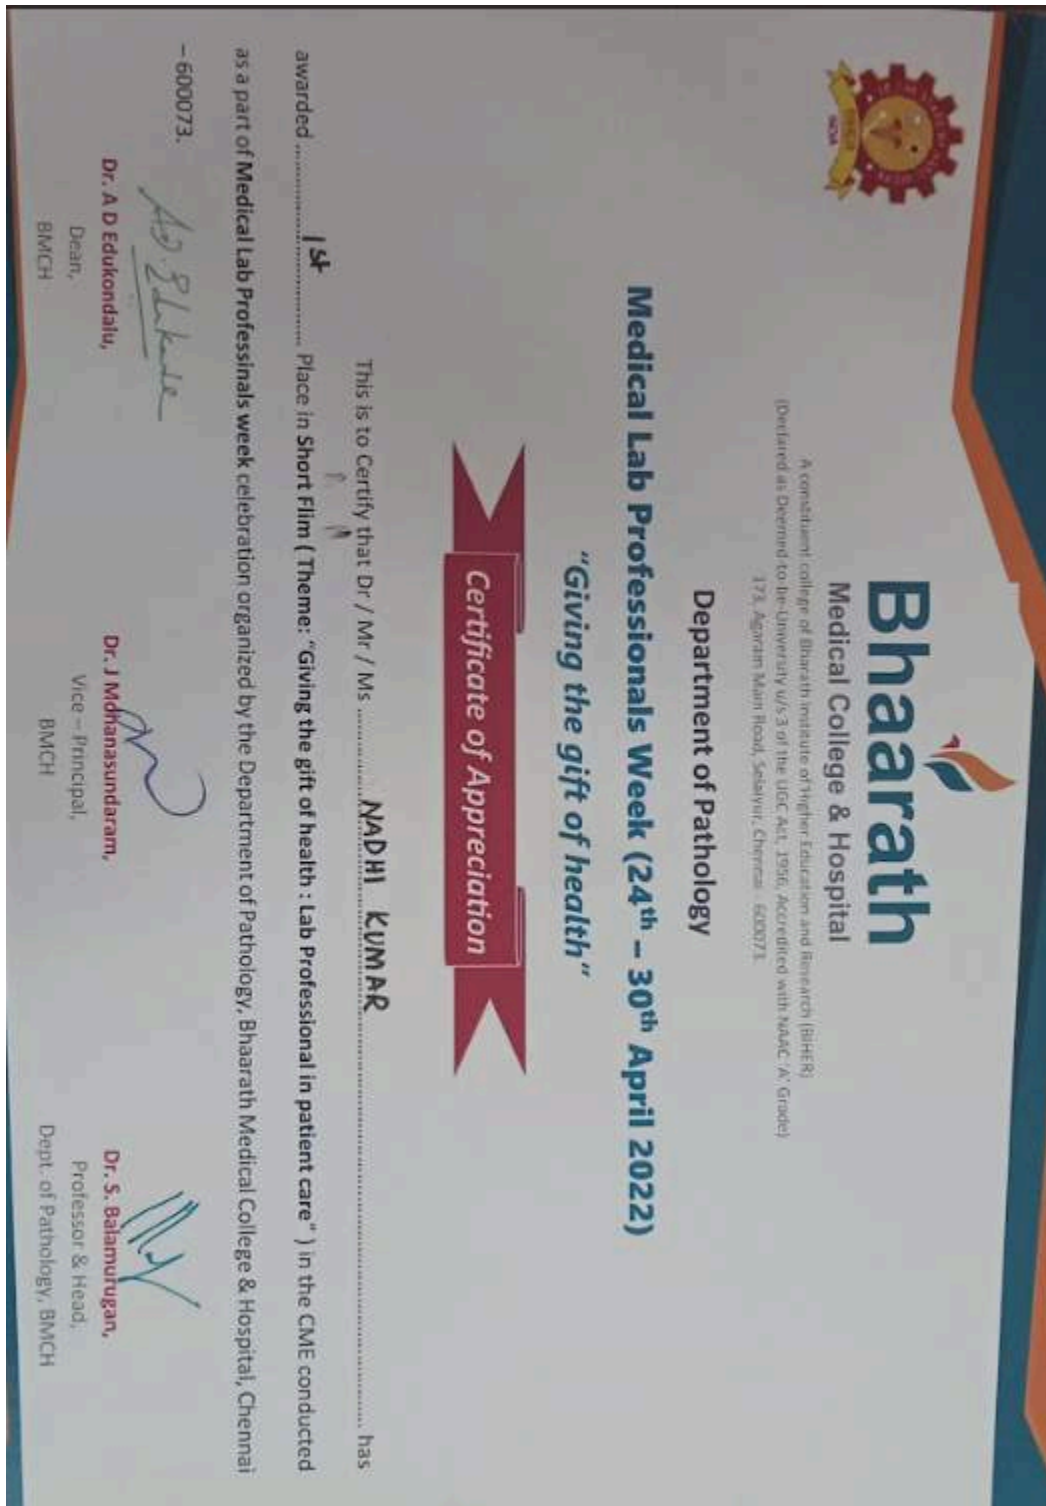 Bhaarath
Medical College & Hospital
A constituent college of Bharath Institute of Higher Education and Research (BIHER)
(Declared as Deemed-to-be-University u/s 3 of the UGC Act, 1956, Accredited with NAAC 'A' Grade)
173, Agaram Main Road, Selaiyur, Chennai - 600073.
Department of Pathology
Medical Lab Professionals Week (24th – 30th April 2022)
"Giving the gift of health"
Certificate of Appreciation
This is to Certify that Dr / Mr / Ms .......... NADHI KUMAR .......... has
awarded .......... 1st .......... Place in Short Flim ( Theme: "Giving the gift of health : Lab Professional in patient care" ) in the CME conducted
as a part of Medical Lab Professinals week celebration organized by the Department of Pathology, Bhaarath Medical College & Hospital, Chennai
– 600073.
Dr. A D Edukondalu,
Dean,
BMCH
Dr. J Mohanasundaram,
Vice – Principal,
BMCH
Dr. S. Balamurugan,
Professor & Head,
Dept. of Pathology, BMCH